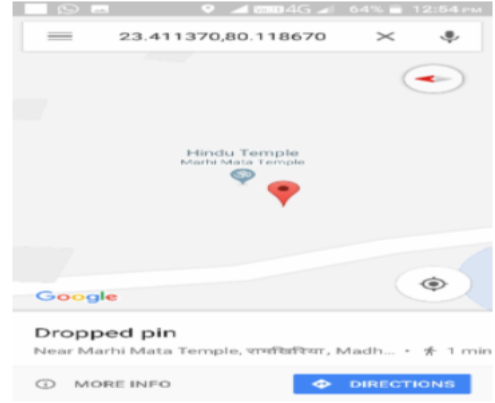 4G 64% 12:54 PM
23.411370,80.118670
Hindu Temple
Marhi Mata Temple
Google
Dropped pin
Near Marhi Mata Temple, Madh... · 1 min
MORE INFO
DIRECTIONS